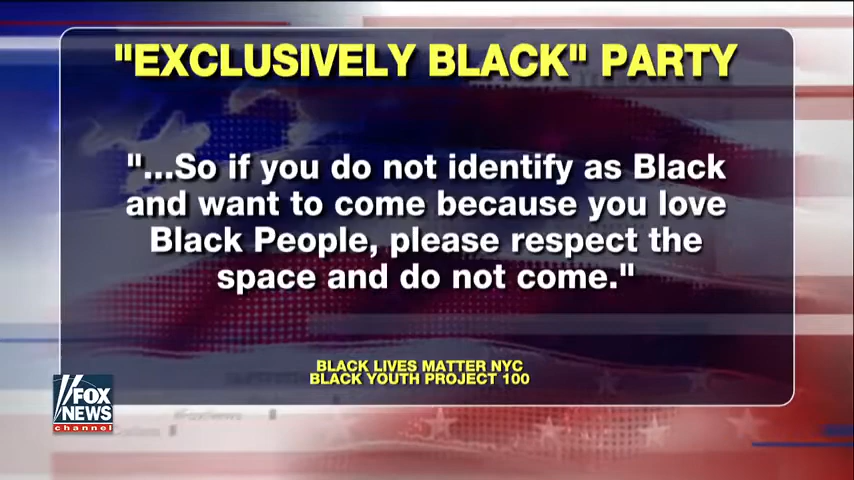 "EXCLUSIVELY BLACK" PARTY
"...So if you do not identify as Black
and want to come because you love
Black People, please respect the
space and do not come."
BLACK LIVES MATTER NYC
BLACK YOUTH PROJECT 100
FOX
NEWS
channel